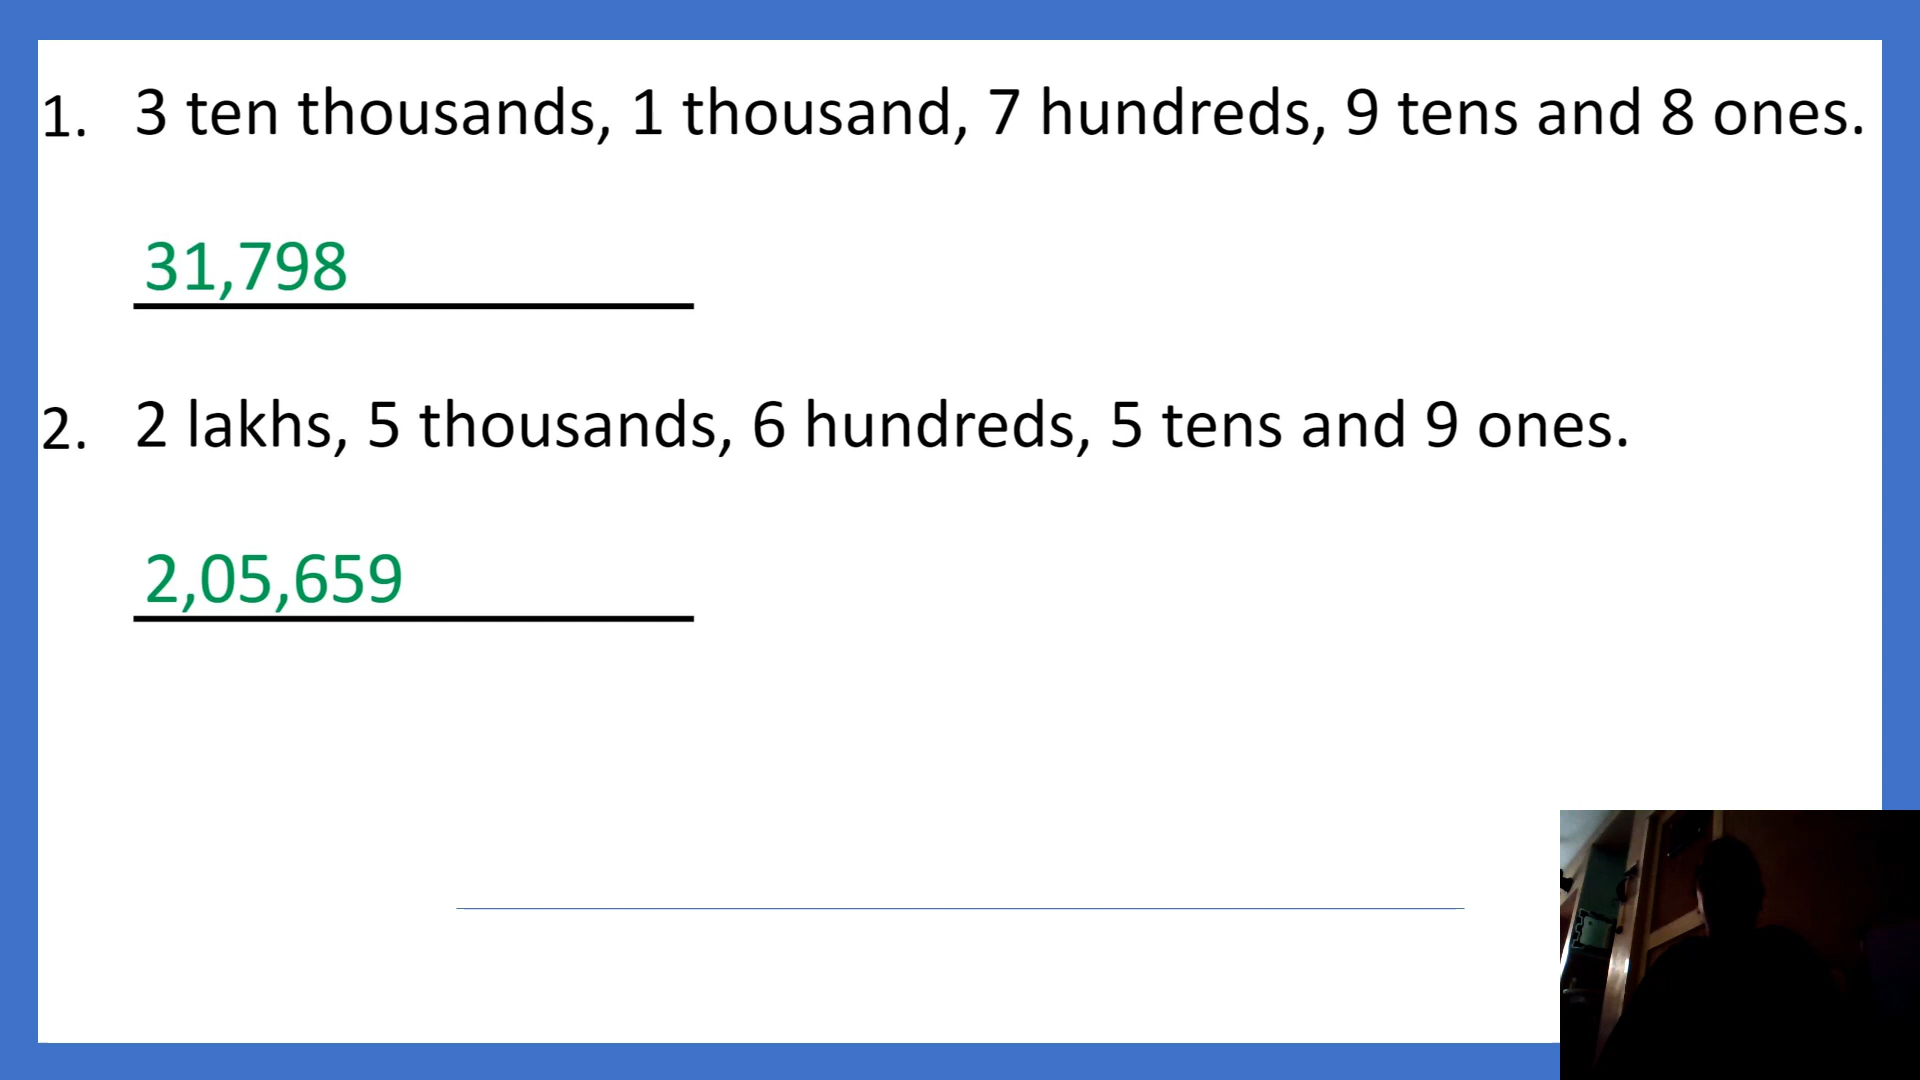 1. 3 ten thousands, 1 thousand, 7 hundreds, 9 tens and 8 ones.
31,798
2. 2 lakhs, 5 thousands, 6 hundreds, 5 tens and 9 ones.
2,05,659